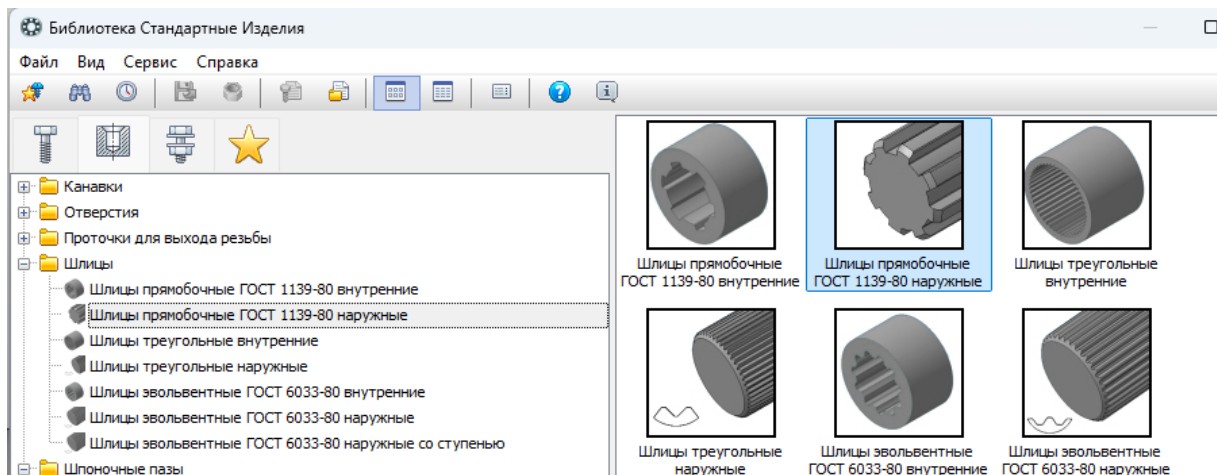 Библиотека Стандартные Изделия
Файл Вид Сервис Справка
Канавки
Отверстия
Проточки для выхода резьбы
Шлицы
Шлицы прямобочные ГОСТ 1139-80 внутренние
Шлицы прямобочные ГОСТ 1139-80 наружные
Шлицы треугольные внутренние
Шлицы треугольные наружные
Шлицы эвольвентные ГОСТ 6033-80 внутренние
Шлицы эвольвентные ГОСТ 6033-80 наружные
Шлицы эвольвентные ГОСТ 6033-80 наружные со ступенью
Шпоночные пазы
Шлицы прямобочные
ГОСТ 1139-80 внутренние
Шлицы прямобочные
ГОСТ 1139-80 наружные
Шлицы треугольные
внутренние
Шлицы треугольные
наружные
Шлицы эвольвентные
ГОСТ 6033-80 внутренние
Шлицы эвольвентные
ГОСТ 6033-80 наружные